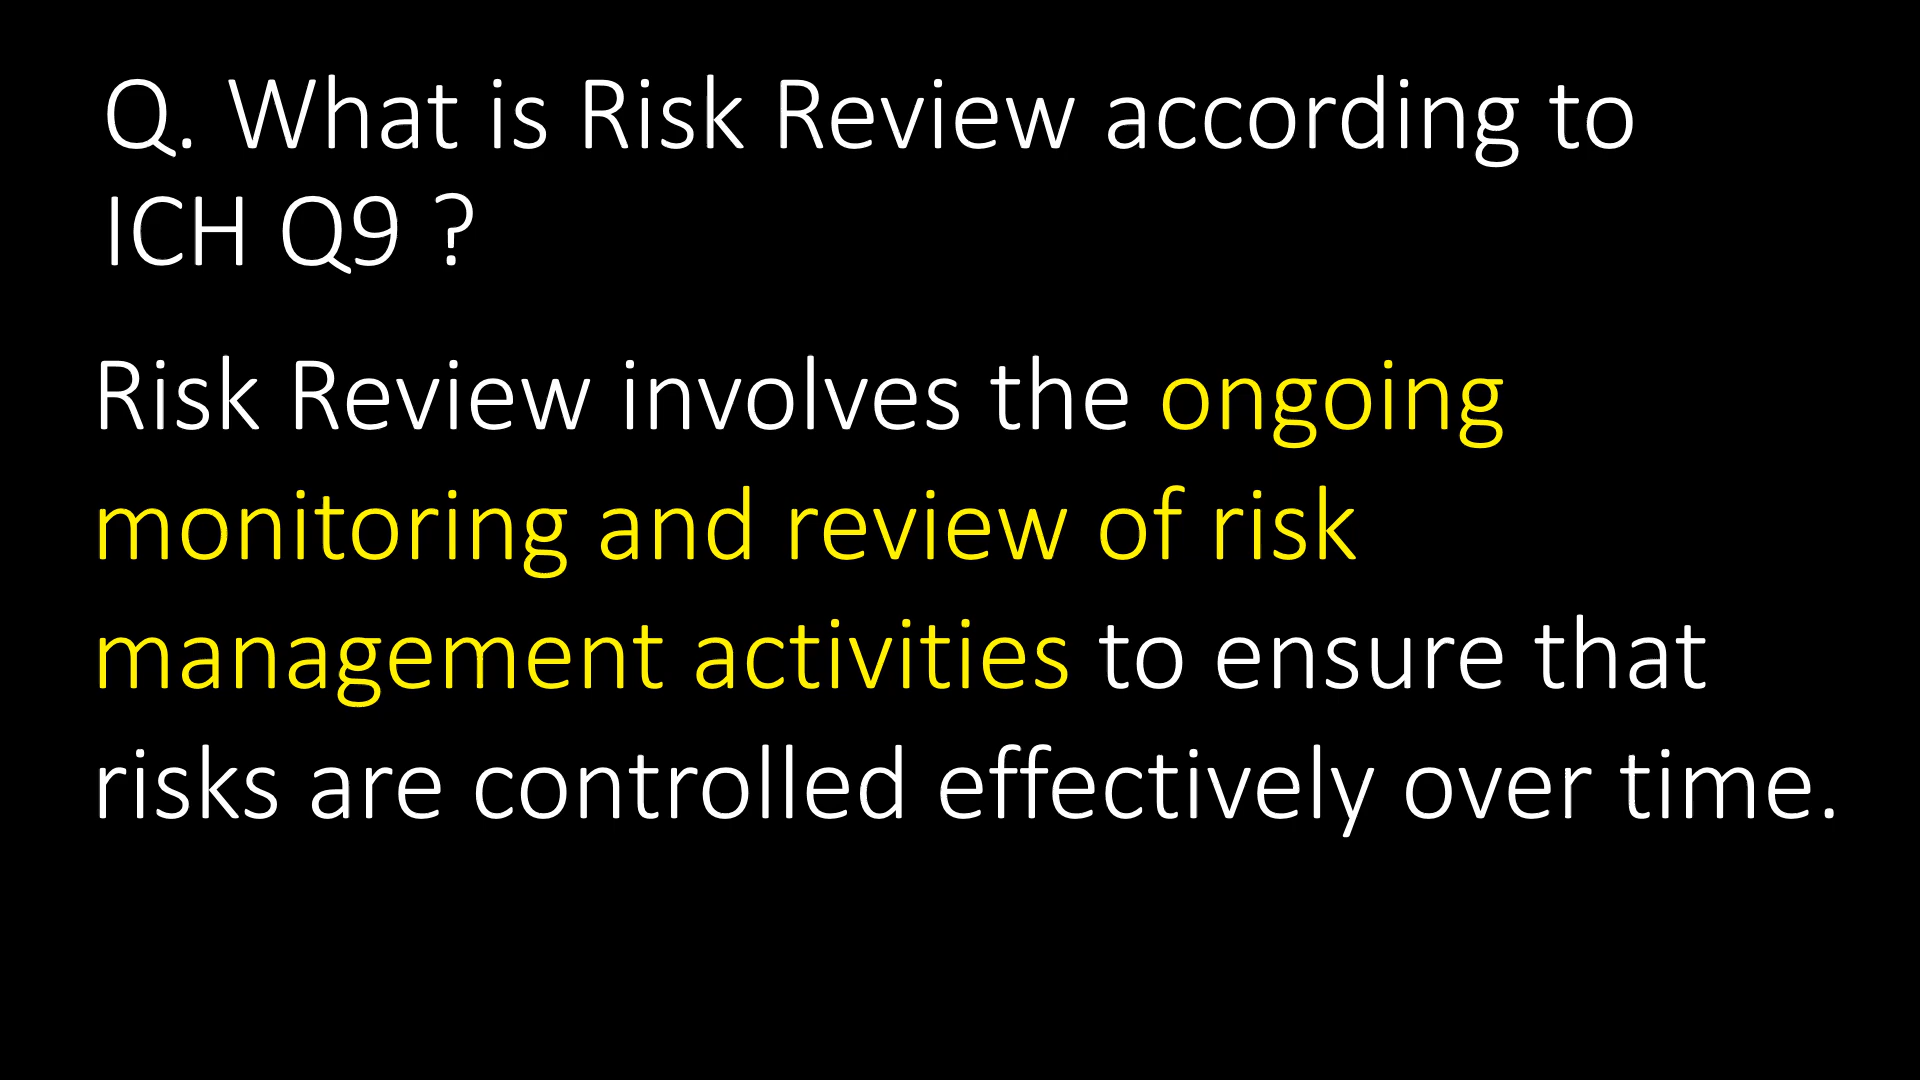 Q. What is Risk Review according to
ICH Q9 ?
Risk Review involves the ongoing
monitoring and review of risk
management activities to ensure that
risks are controlled effectively over time.